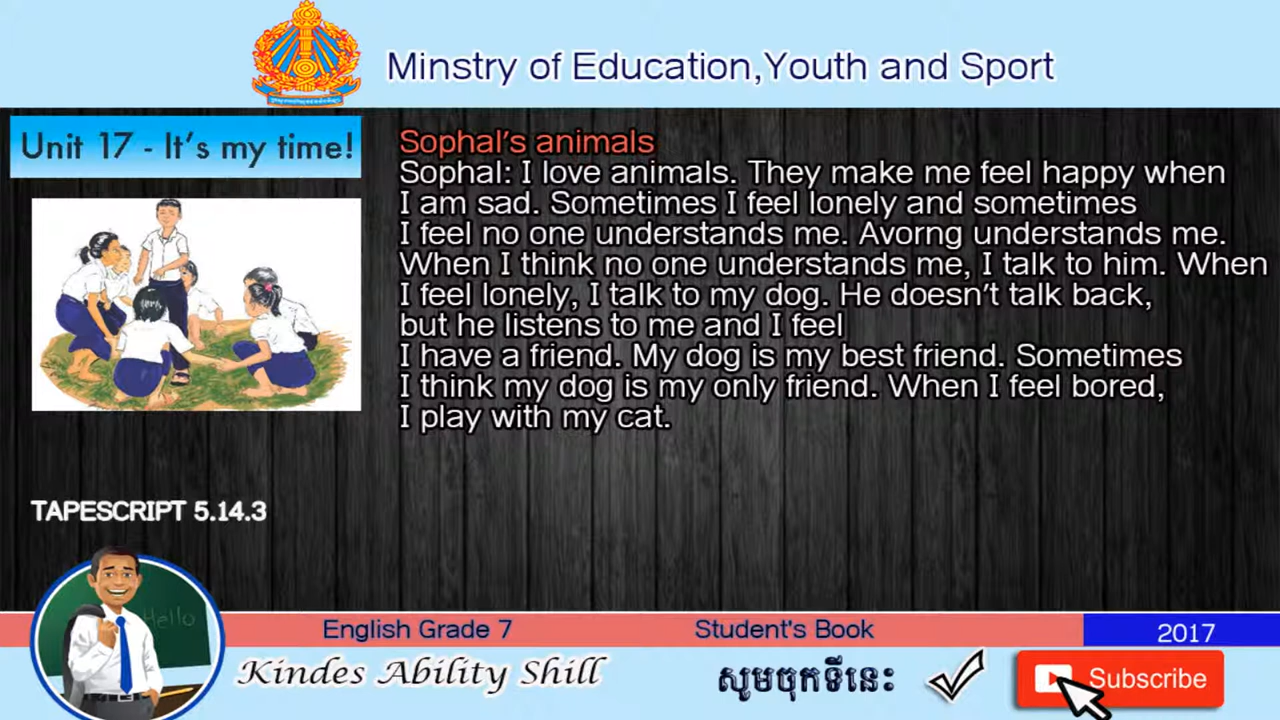 Minstry of Education,Youth and Sport
Unit 17 - It's my time!
Sophal's animals
Sophal: I love animals. They make me feel happy when
I am sad. Sometimes I feel lonely and sometimes
I feel no one understands me. Avorng understands me.
When I think no one understands me, I talk to him. When
I feel lonely, I talk to my dog. He doesn't talk back,
but he listens to me and I feel
I have a friend. My dog is my best friend. Sometimes
I think my dog is my only friend. When I feel bored,
I play with my cat.
TAPESCRIPT 5.14.3
Hello
English Grade 7
Student's Book
2017
Kindes Ability Shill
សូមចុកទីនេះ
Subscribe